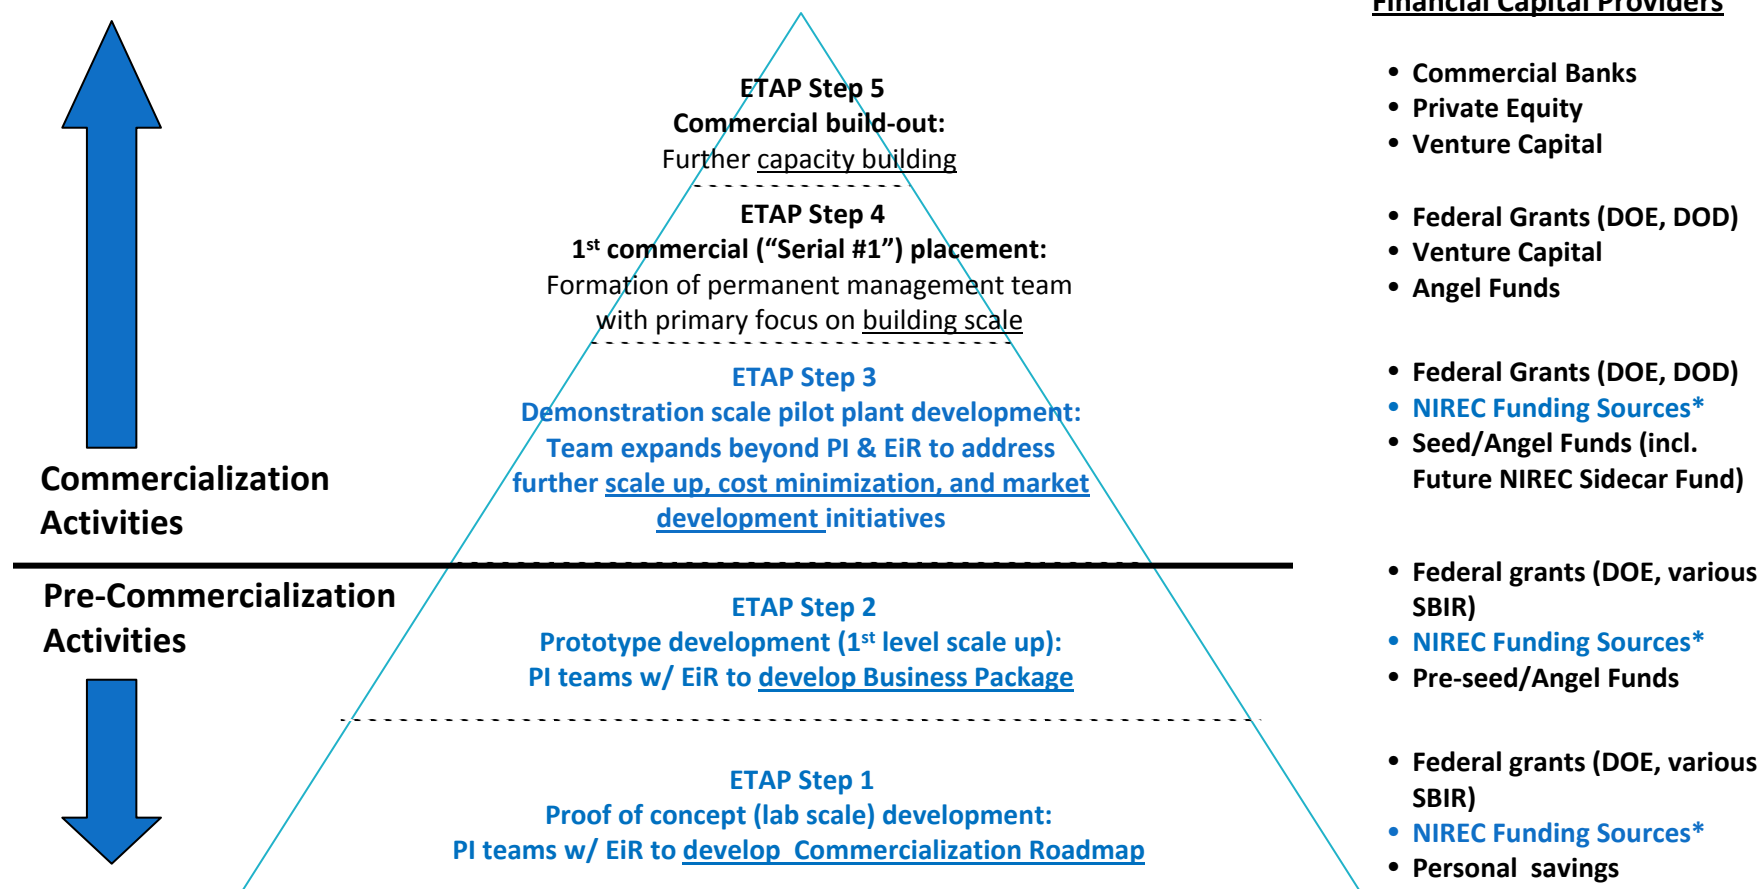 Financial Capital Providers
ETAP Step 5
Commercial build-out:
Further capacity building
• Commercial Banks
• Private Equity
• Venture Capital
ETAP Step 4
1st commercial (“Serial #1”) placement:
Formation of permanent management team
with primary focus on building scale
• Federal Grants (DOE, DOD)
• Venture Capital
• Angel Funds
ETAP Step 3
Demonstration scale pilot plant development:
Team expands beyond PI & EiR to address
further scale up, cost minimization, and market
development initiatives
• Federal Grants (DOE, DOD)
• NIREC Funding Sources*
• Seed/Angel Funds (incl.
Future NIREC Sidecar Fund)
Commercialization
Activities
Pre-Commercialization
Activities
ETAP Step 2
Prototype development (1st level scale up):
PI teams w/ EiR to develop Business Package
• Federal grants (DOE, various
SBIR)
• NIREC Funding Sources*
• Pre-seed/Angel Funds
ETAP Step 1
Proof of concept (lab scale) development:
PI teams w/ EiR to develop Commercialization Roadmap
• Federal grants (DOE, various
SBIR)
• NIREC Funding Sources*
• Personal savings